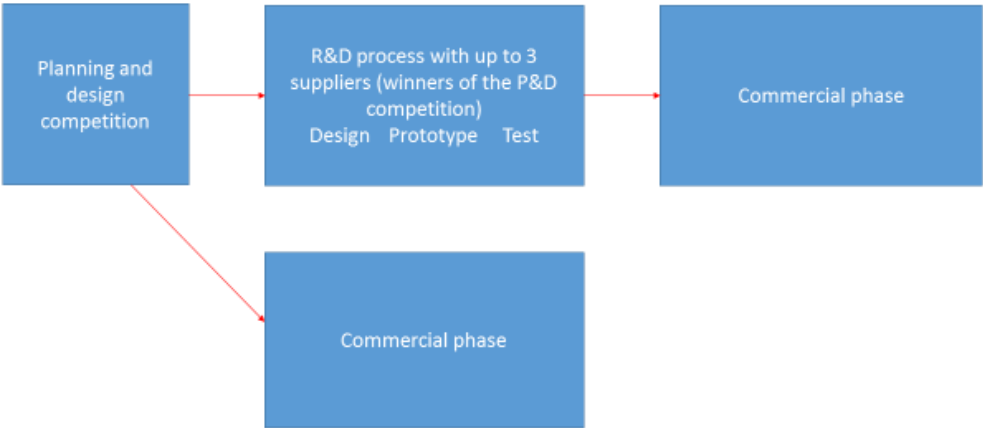 Planning and
design
competition
R&D process with up to 3
suppliers (winners of the P&D
competition)
Design Prototype Test
Commercial phase
Commercial phase